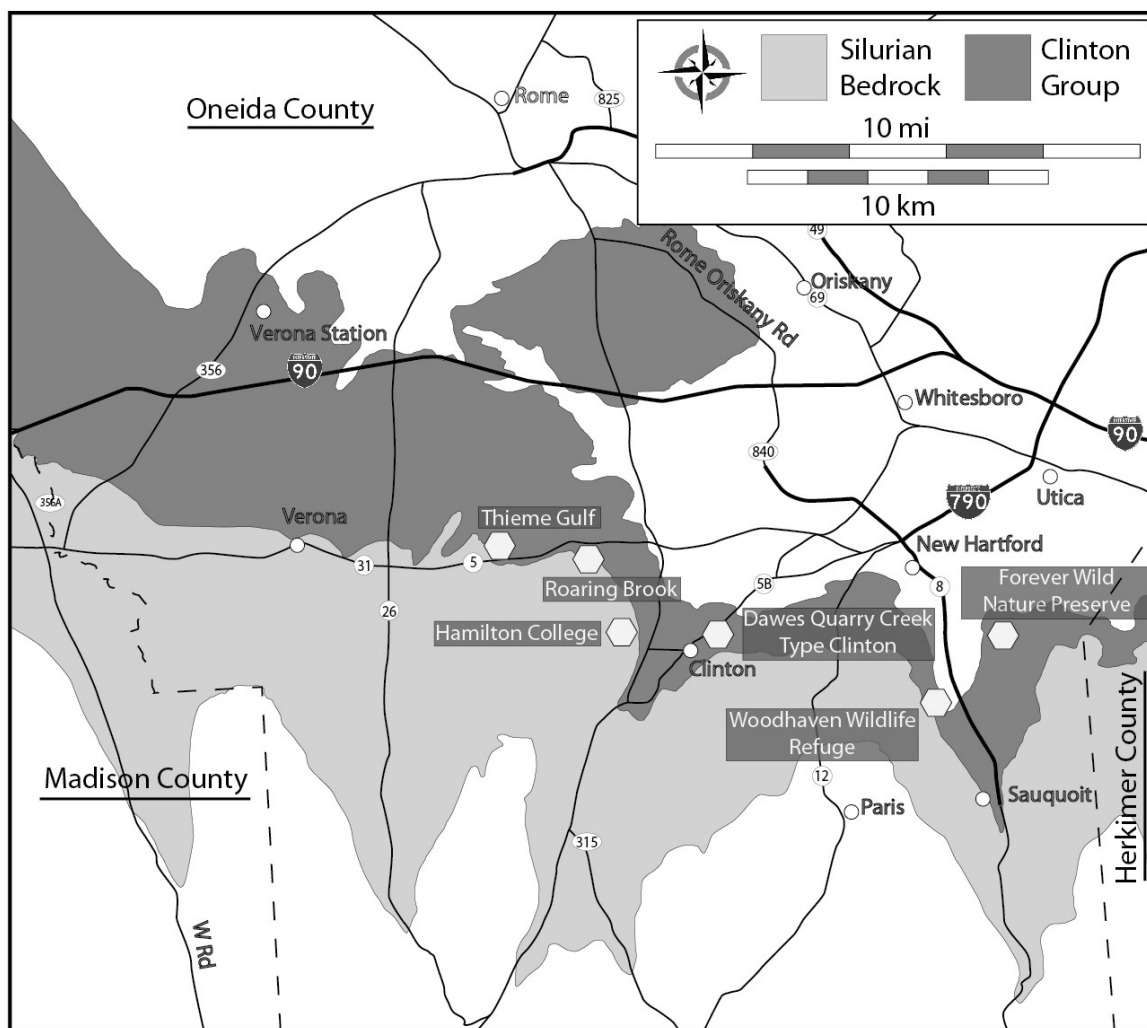 Silurian
Bedrock
Clinton
Group
10 mi
10 km
Oneida County
Rome
825
49
Rome Oriskany Rd
Oriskany
69
Verona Station
356
90
Whitesboro
90
840
790
Utica
356A
Verona
Thieme Gulf
New Hartford
31
5
Roaring Brook
5B
8
Forever Wild
Nature Preserve
26
Hamilton College
Dawes Quarry Creek
Type Clinton
Clinton
Woodhaven Wildlife
Refuge
Madison County
12
Paris
Sauquoit
315
Herkimer County
W Rd